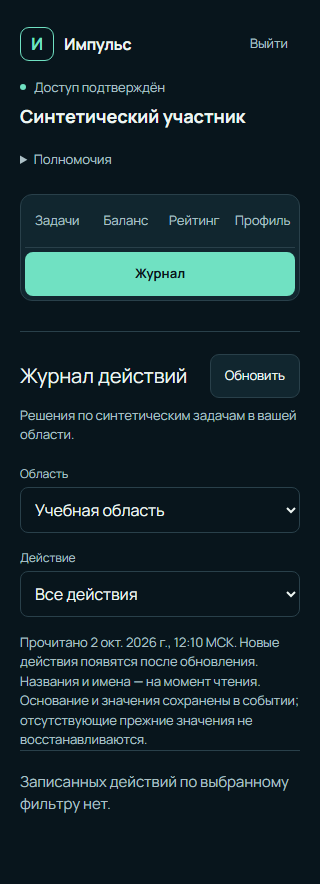 И Импульс Выйти
Доступ подтверждён
Синтетический участник
Полномочия
Задачи Баланс Рейтинг Профиль
Журнал
Журнал действий Обновить
Решения по синтетическим задачам в вашей
области.
Область
Учебная область
Действие
Все действия
Прочитано 2 окт. 2026 г., 12:10 МСК. Новые
действия появятся после обновления.
Названия и имена — на момент чтения.
Основание и значения сохранены в событии;
отсутствующие прежние значения не
восстанавливаются.
Записанных действий по выбранному
фильтру нет.